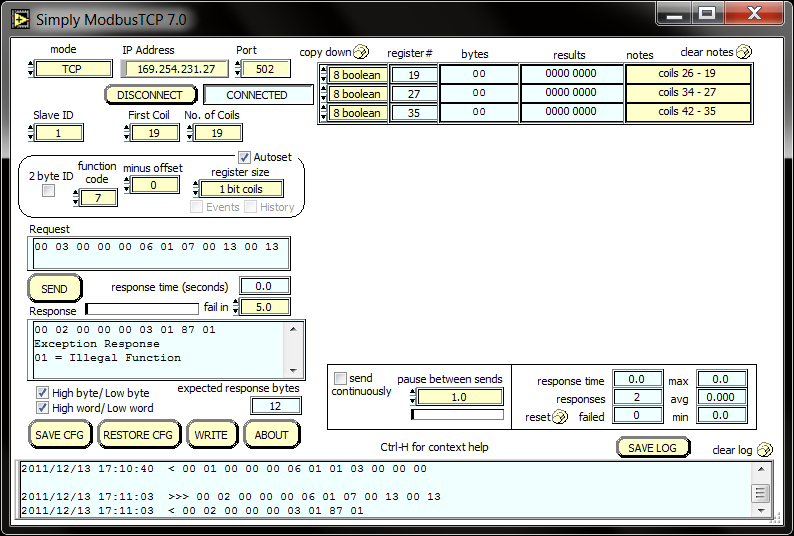 Simply ModbusTCP 7.0
mode IP Address Port
TCP 169.254.231.27 502
DISCONNECT CONNECTED
Slave ID First Coil No. of Coils
1 19 19
Autoset
2 byte ID function code minus offset register size
7 0 1 bit coils
Events History
Request
00 03 00 00 00 06 01 07 00 13 00 13
SEND response time (seconds) 0.0
Response fail in 5.0
00 02 00 00 00 03 01 87 01
Exception Response
01 = Illegal Function
High byte/Low byte expected response bytes
High word/Low word 12
SAVE CFG RESTORE CFG WRITE ABOUT
copy down register# bytes results notes clear notes
8 boolean 19 00 0000 0000 coils 26 - 19
8 boolean 27 00 0000 0000 coils 34 - 27
8 boolean 35 00 0000 0000 coils 42 - 35
send continuously pause between sends
1.0
response time 0.0 max 0.0
responses 2 avg 0.000
reset failed 0 min 0.0
Ctrl-H for context help SAVE LOG clear log
2011/12/13 17:10:40 < 00 01 00 00 00 06 01 01 03 00 00 00
2011/12/13 17:11:03 >>> 00 02 00 00 00 06 01 07 00 13 00 13
2011/12/13 17:11:03 < 00 02 00 00 00 03 01 87 01